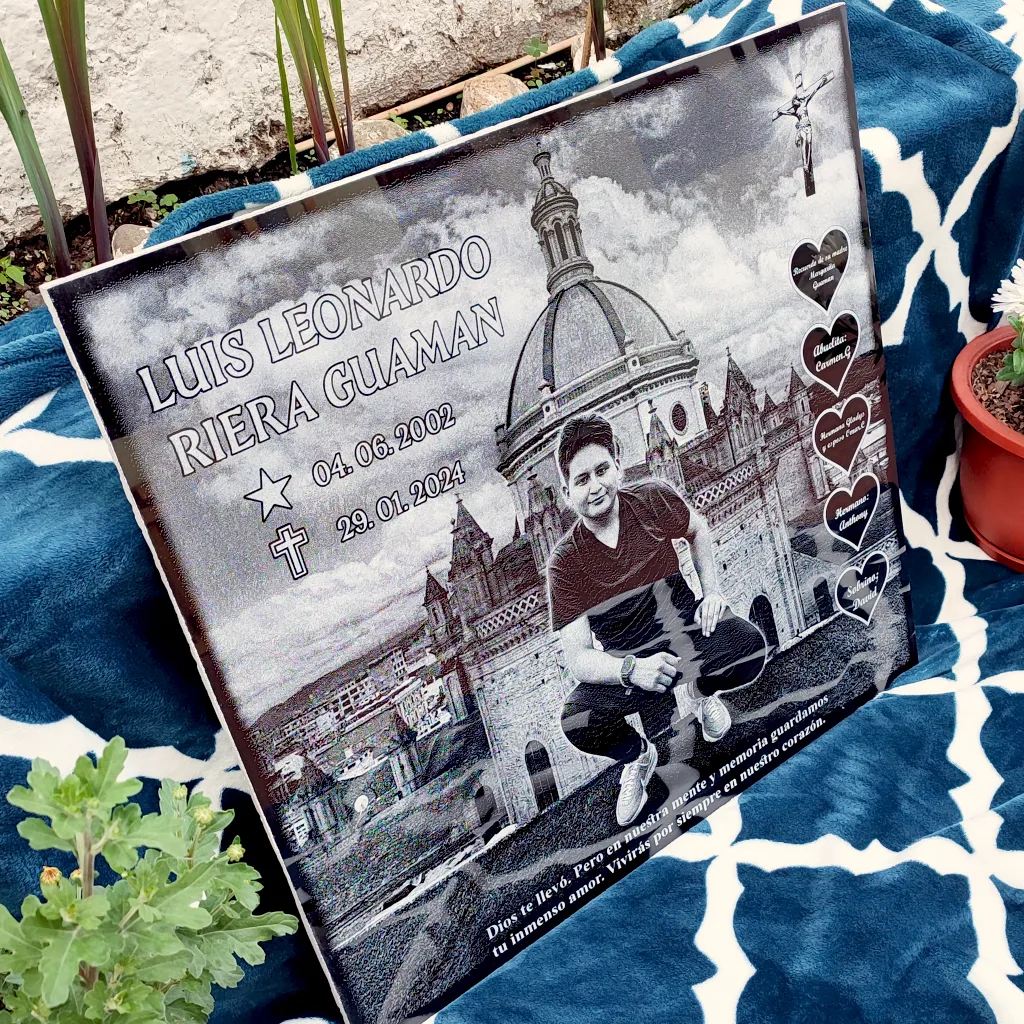 LUIS LEONARDO
RIERA GUAMAN
04. 06. 2002
29. 01. 2024
Recuerdo de su madre
Margarita
Guaman
Abuelita:
Carmen.G
Hermana Gladys
y esposo Omar.C
Hermano:
Anthony
Sobrino:
David
Dios te llevó. Pero en nuestra mente y memoria guardamos
tu inmenso amor. Vivirás por siempre en nuestro corazón.